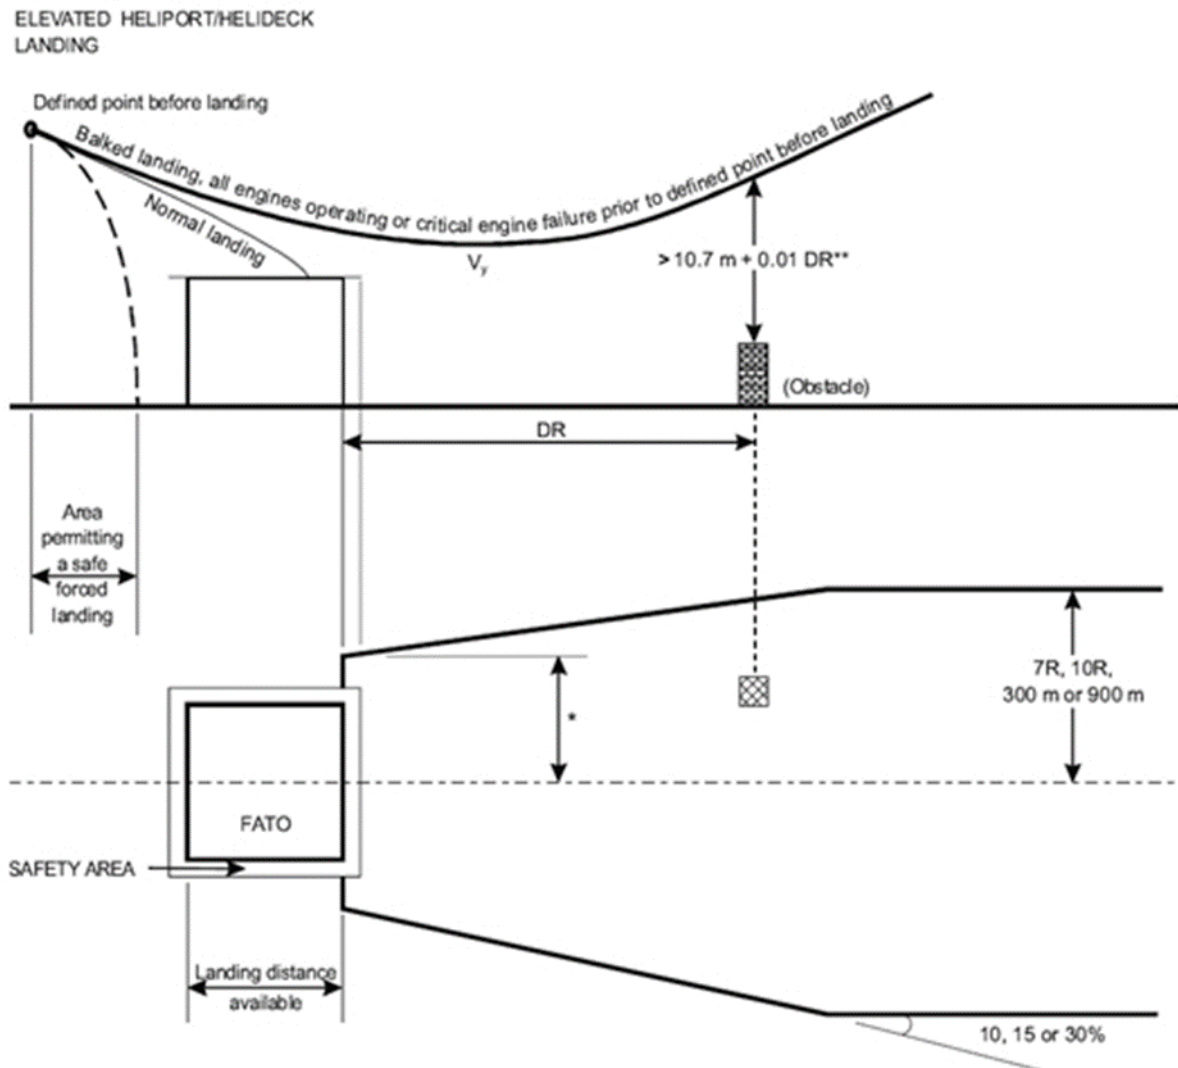 ELEVATED HELIPORT/HELIDECK
LANDING
Defined point before landing
Balked landing, all engines operating or critical engine failure prior to defined point before landing
Normal landing
Vy
> 10.7 m + 0.01 DR**
(Obstacle)
DR
Area
permitting
a safe
forced
landing
7R, 10R,
300 m or 900 m
*
FATO
SAFETY AREA
Landing distance
available
10, 15 or 30%